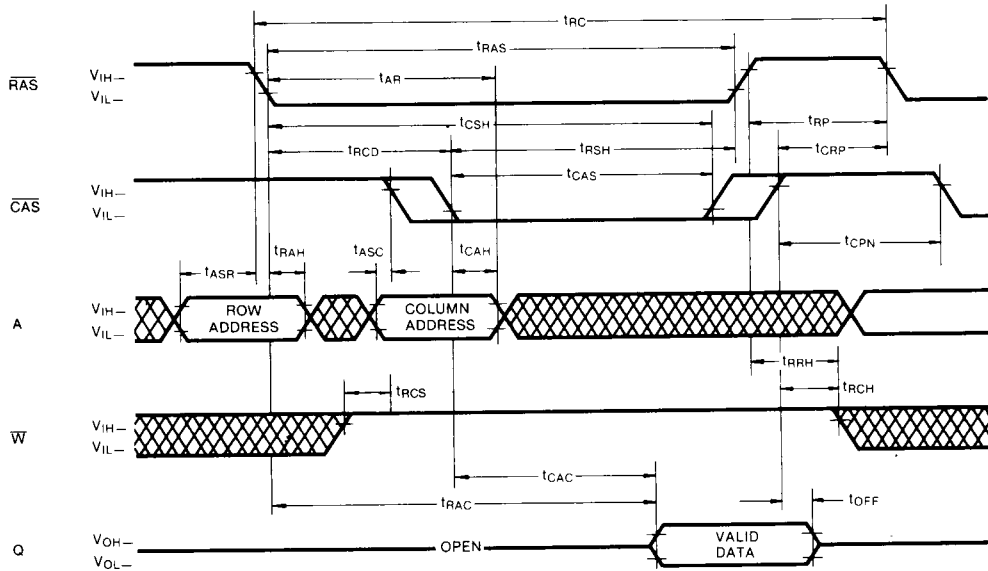 tRC
tRAS
tAR
RAS
VIH—
VIL—
tCSH
tRP
tRCD
tRSH
tCRP
tCAS
CAS
VIH—
VIL—
tRAH
tASC
tCAH
tCPN
tASR
A
VIH—
VIL—
ROW
ADDRESS
COLUMN
ADDRESS
tRRH
tRCS
tRCH
W
VIH—
VIL—
tCAC
tRAC
tOFF
Q
VOH—
VOL—
OPEN
VALID
DATA